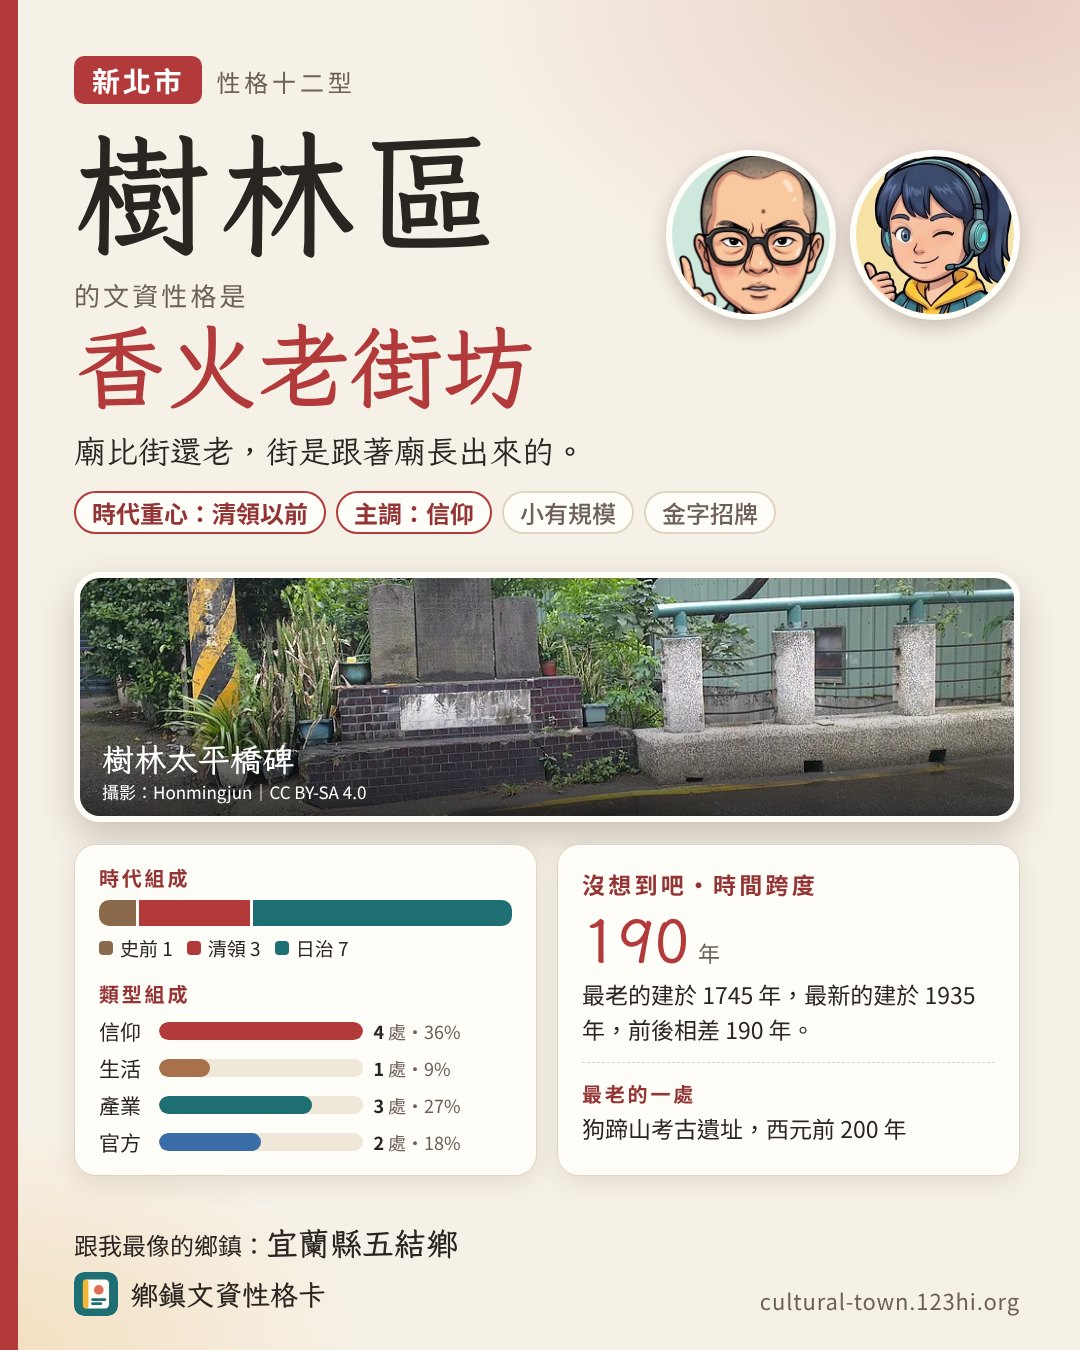 新北市 性格十二型
樹林區
的文資性格是
香火老街坊
廟比街還老，街是跟著廟長出來的。
時代重心：清領以前 主調：信仰 小有規模 金字招牌
樹林太平橋碑
攝影：Honmingjun｜CC BY-SA 4.0
時代組成
史前 1 清領 3 日治 7
類型組成
信仰 4 處・36%
生活 1 處・9%
產業 3 處・27%
官方 2 處・18%
沒想到吧・時間跨度
190 年
最老的建於 1745 年，最新的建於 1935
年，前後相差 190 年。
最老的一處
狗蹄山考古遺址，西元前 200 年
跟我最像的鄉鎮：宜蘭縣五結鄉
鄉鎮文資性格卡
cultural-town.123hi.org